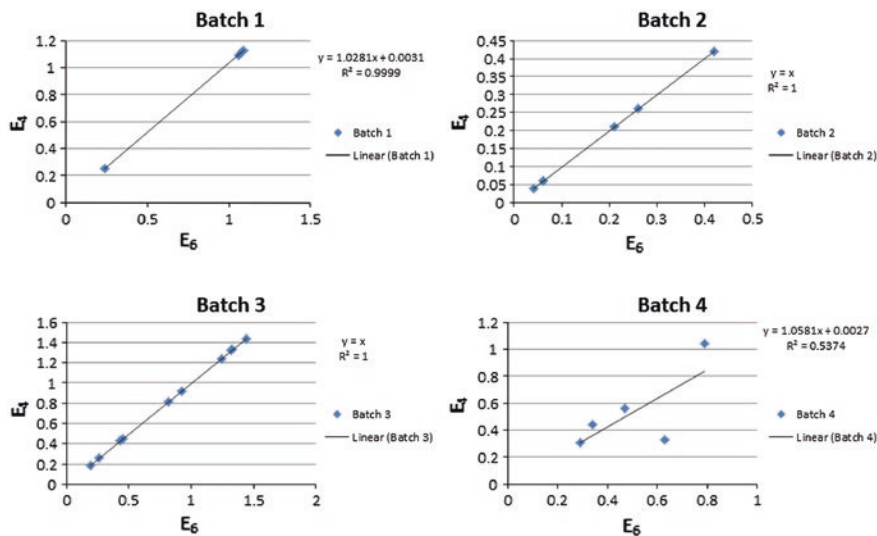 Batch 1
1.2
1
0.8
0.6
0.4
0.2
0
0 0.5 1 1.5
E4
E6
y = 1.0281x + 0.0031
R² = 0.9999
Batch 1
Linear (Batch 1)
Batch 2
0.45
0.4
0.35
0.3
0.25
0.2
0.15
0.1
0.05
0
0 0.1 0.2 0.3 0.4 0.5
E4
E6
y = x
R² = 1
Batch 2
Linear (Batch 2)
Batch 3
1.6
1.4
1.2
1
0.8
0.6
0.4
0.2
0
0 0.5 1 1.5 2
E4
E6
y = x
R² = 1
Batch 3
Linear (Batch 3)
Batch 4
1.2
1
0.8
0.6
0.4
0.2
0
0 0.2 0.4 0.6 0.8 1
E4
E6
y = 1.0581x + 0.0027
R² = 0.5374
Batch 4
Linear (Batch 4)